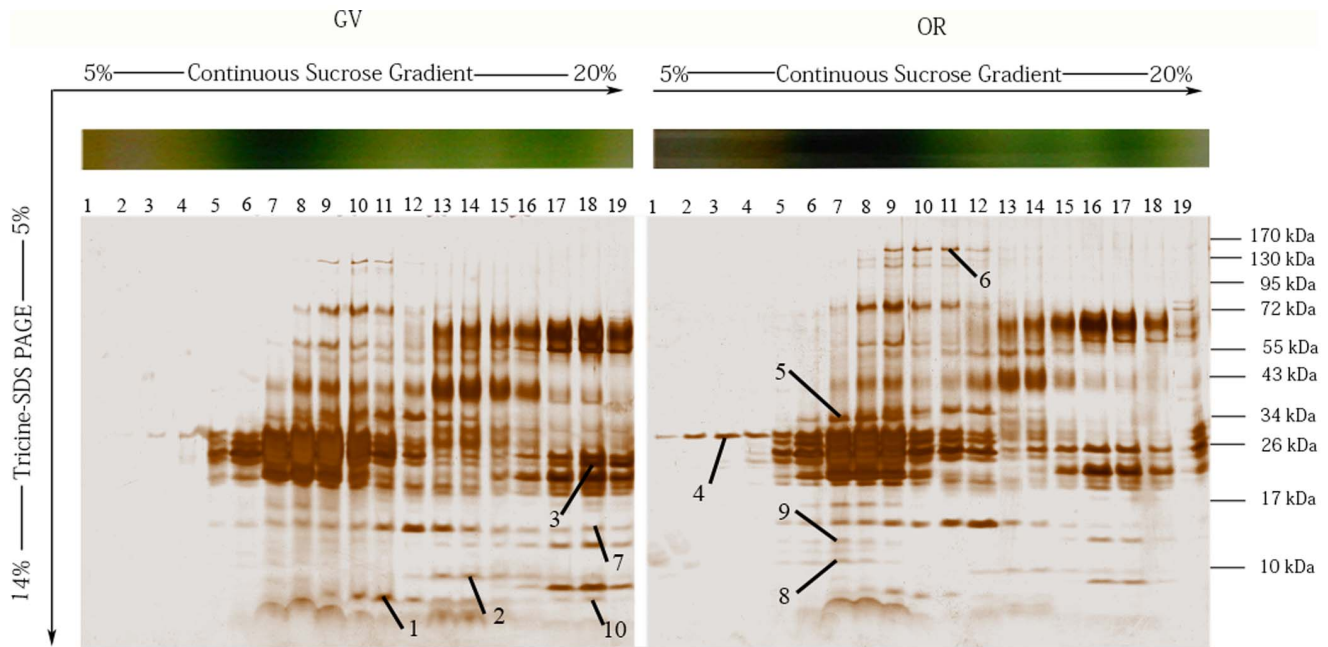 GV
OR
5% Continuous Sucrose Gradient 20%
5% Continuous Sucrose Gradient 20%
1 2 3 4 5 6 7 8 9 10 11 12 13 14 15 16 17 18 19
1 2 3 4 5 6 7 8 9 10 11 12 13 14 15 16 17 18 19
14% Tricine-SDS PAGE 5%
170 kDa
130 kDa
95 kDa
72 kDa
55 kDa
43 kDa
34 kDa
26 kDa
17 kDa
10 kDa
3
7
2
1
10
6
5
4
9
8